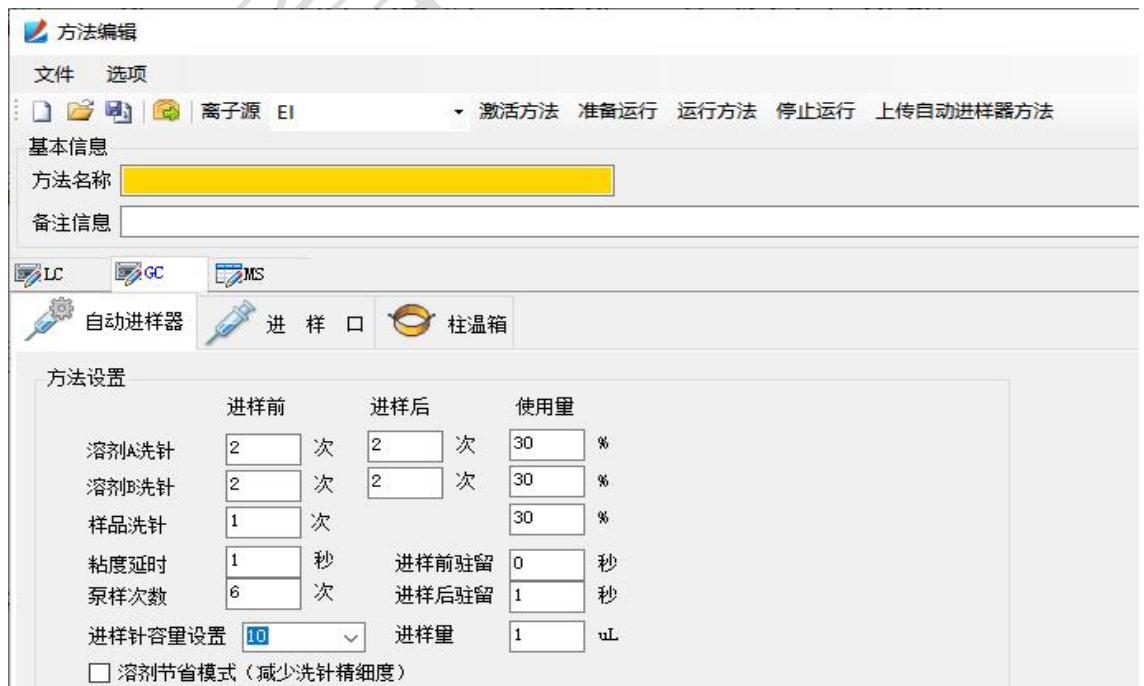 方法编辑
文件 选项
离子源 EI 激活方法 准备运行 运行方法 停止运行 上传自动进样器方法
基本信息
方法名称
备注信息
LC GC MS
自动进样器 进 样 口 柱温箱
方法设置
进样前 进样后 使用量
溶剂A洗针 2 次 2 次 30 %
溶剂B洗针 2 次 2 次 30 %
样品洗针 1 次 30 %
粘度延时 1 秒 进样前驻留 0 秒
泵样次数 6 次 进样后驻留 1 秒
进样针容量设置 10 进样量 1 uL
溶剂节省模式（减少洗针精细度）